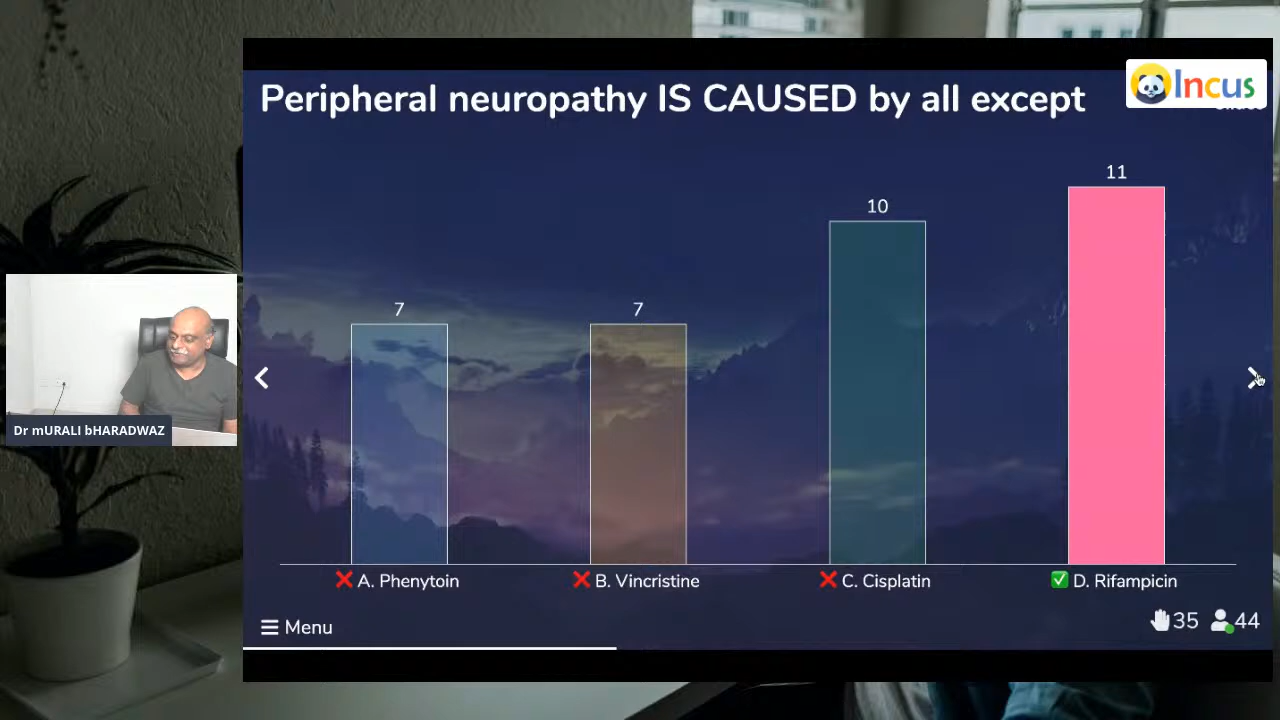 Peripheral neuropathy IS CAUSED by all except
Incus
11
10
7
7
Dr mURALI bHARADWAZ
A. Phenytoin
B. Vincristine
C. Cisplatin
D. Rifampicin
Menu
35
44